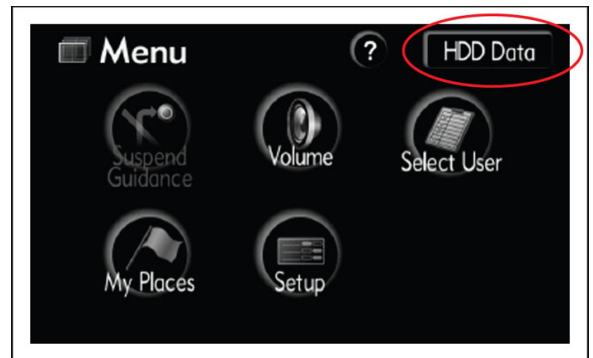 Menu
?
HDD Data
Suspend
Guidance
Volume
Select User
My Places
Setup